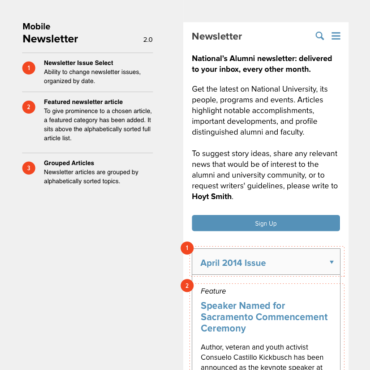 Mobile
Newsletter 2.0
1 Newsletter Issue Select
Ability to change newsletter issues,
organized by date.
2 Featured newsletter article
To give prominence to a chosen article,
a featured category has been added. It
sits above the alphabetically sorted full
article list.
3 Grouped Articles
Newsletter articles are grouped by
alphabetically sorted topics.
Newsletter
National's Alumni newsletter: delivered
to your inbox, every other month.
Get the latest on National University, its
people, programs and events. Articles
highlight notable accomplishments,
important developments, and profile
distinguished alumni and faculty.
To suggest story ideas, share any relevant
news that would be of interest to the
alumni and university community, or to
request writers' guidelines, please write to
Hoyt Smith.
Sign Up
1
April 2014 Issue
2
Feature
Speaker Named for
Sacramento Commencement
Ceremony
Author, veteran and youth activist
Consuelo Castillo Kickbusch has been
announced as the keynote speaker at